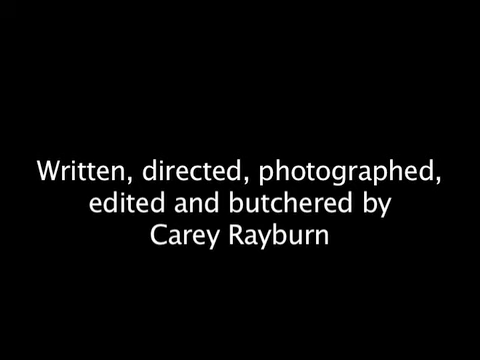 Written, directed, photographed,
edited and butchered by
Carey Rayburn